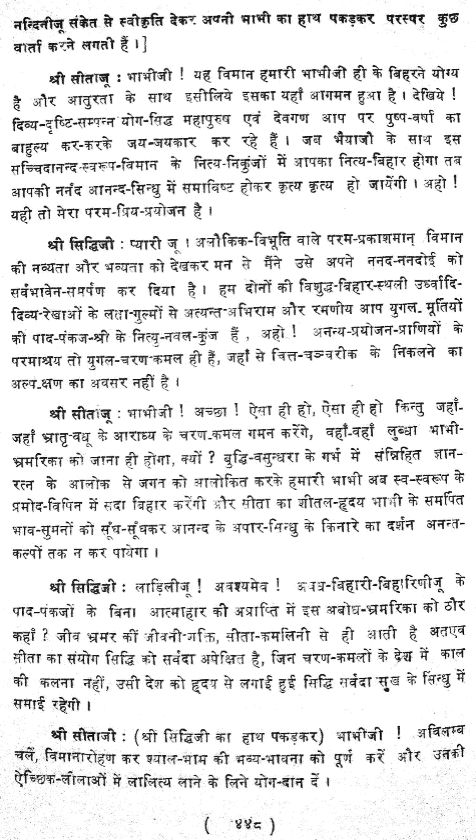 नन्दिनीजू संकेत से स्वीकृति देकर अपनी भाभी का हाथ पकड़कर परस्पर कुछ
वार्ता करने लगती हैं ।]
श्री सीताजू : भाभीजी ! यह विमान हमारी भाभीजी ही के बिहरने योग्य
है और आतुरता के साथ इसीलिये इसका यहाँ आगमन हुआ है । देखिये !
दिव्य-दृष्टि-सम्पन्न योग-सिद्ध महापुरुष एवं देवगण आप पर पुष्प-वर्षा का
बाहुल्य कर-करके जय-जयकार कर रहे हैं । जब भैयाजी के साथ इस
सच्चिदानन्द-स्वरूप-विमान के नित्य-निकुंजों में आपका नित्य-बिहार होगा तब
आपकी ननँद आनन्द-सिन्धु में समाविष्ट होकर कृत्य कृत्य हो जायेंगी । अहो !
यही तो मेरा परम-प्रिय-प्रयोजन है ।
श्री सिद्धिजी : प्यारी जू ! अलौकिक-विभूति वाले परम-प्रकाशमान् विमान
की नव्यता और भव्यता को देखकर मन से मैंने उसे अपने ननद-ननदोई को
सर्वभावेन-समर्पण कर दिया है । हम दोनों की विशुद्ध-बिहार-स्थली उर्ध्वादि-
दिव्य-रेखाओं के लता-गुल्मों से अत्यन्त-अभिराम और रमणीय आप युगल-मूर्तियों
की पाद-पंकज-श्री के नित्य-नवल-कुंज हैं , अहो ! अनन्य-प्रयोजन-प्राणियों के
परमाश्रय तो युगल-चरण-कमल ही हैं, जहाँ से चित्त-चञ्चरीक के निकलने का
अल्प-क्षण का अवसर नहीं है ।
श्री सीताजू : भाभीजी ! अच्छा ! ऐसा ही हो, ऐसा ही हो किन्तु जहाँ-
जहाँ भ्रातृ-वधू के आराध्य के चरण-कमल गमन करेंगे, वहाँ-वहाँ लुब्धा भाभी-
भ्रमरिका को जाना ही होगा, क्यों ? बुद्धि-वसुन्धरा के गर्भ में सन्निहित ज्ञान-
रत्न के आलोक से जगत को आलोकित करके हमारी भाभी अब स्व-स्वरूप के
प्रमोद-विपिन में सदा बिहार करेंगी और सीता का शीतल-हृदय भाभी के समर्पित
भाव-सुमनों को सूँघ-सूँघकर आनन्द के अपार-सिन्धु के किनारे का दर्शन अनन्त-
कल्पों तक न कर पायेगा ।
श्री सिद्धिजी : लाड़िलीजू ! अवश्यमेव ! अवध-बिहारी-बिहारिणीजू के
पाद-पंकजों के बिना आत्माहार की अप्राप्ति में इस अबोध-भ्रमरिका को ठौर
कहाँ ? जीव भ्रमर की जीवनी-शक्ति, सीता-कमलिनी से ही आती है अतएव
सीता का संयोग सिद्धि को सर्वदा अपेक्षित है, जिन चरण-कमलों के देश में काल
की कलना नहीं, उसी देश को हृदय से लगाई हुई सिद्धि सर्वदा सुख के सिन्धु में
समाई रहेगी ।
श्री सीताजी : (श्री सिद्धिजी का हाथ पकड़कर) भाभीजी ! अविलम्ब
चलें, विमानारोहण कर श्याल-भाम की भव्य-भावना को पूर्ण करें और उनकी
ऐच्छिक-लीलाओं में लालित्य लाने के लिने योग-दान दें ।
( ४४८ )